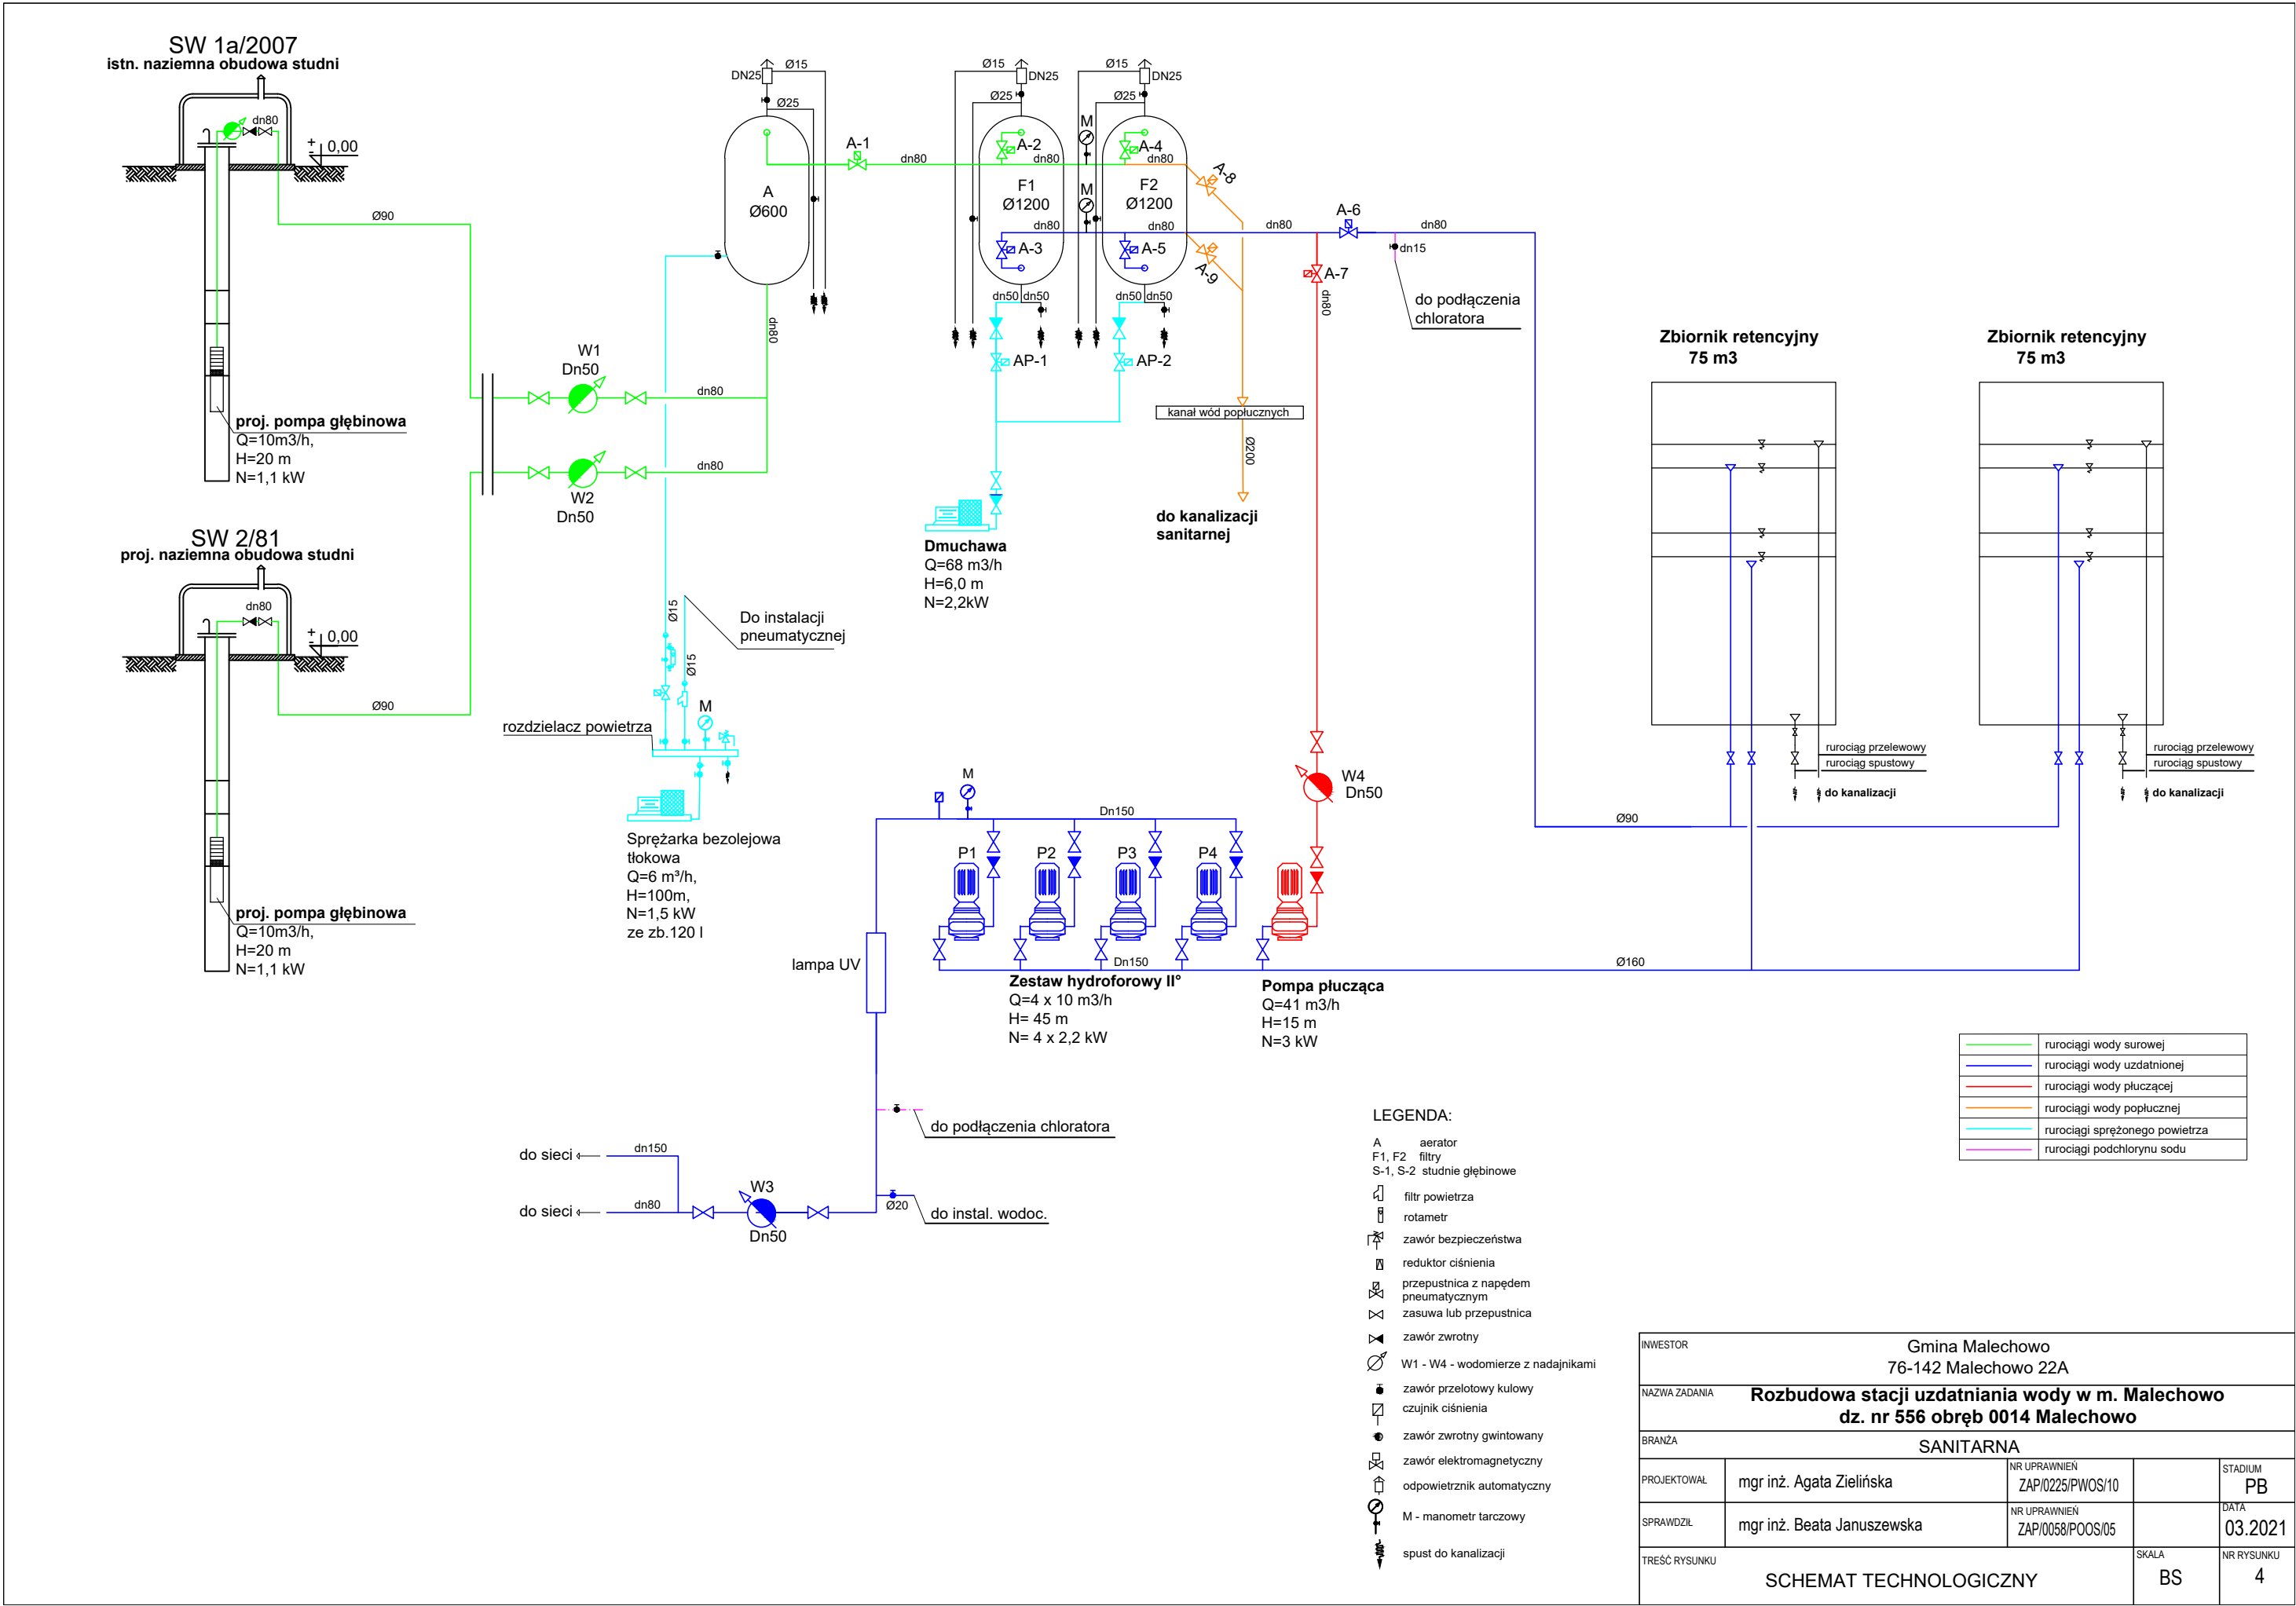 SW 1a/2007
istn. naziemna obudowa studni
dn80
+
-
0,00
Ø90
proj. pompa głębinowa
Q=10m3/h,
H=20 m
N=1,1 kW
SW 2/81
proj. naziemna obudowa studni
dn80
+
-
0,00
Ø90
proj. pompa głębinowa
Q=10m3/h,
H=20 m
N=1,1 kW
W1
Dn50
dn80
W2
Dn50
dn80
dn80
DN25
Ø15
Ø25
A
Ø600
A-1
dn80
Ø15
DN25
Ø25
A-2
dn80
F1
Ø1200
dn80
A-3
dn50
dn50
AP-1
M
M
Ø15
DN25
Ø25
A-4
dn80
F2
Ø1200
dn80
A-5
dn50
dn50
AP-2
A-8
A-9
dn80
A-6
dn80
dn15
A-7
dn80
do podłączenia
chloratora
kanał wód popłucznych
Ø200
do kanalizacji
sanitarnej
Dmuchawa
Q=68 m3/h
H=6,0 m
N=2,2kW
Ø15
Ø15
Do instalacji
pneumatycznej
M
rozdzielacz powietrza
Sprężarka bezolejowa
tłokowa
Q=6 m³/h,
H=100m,
N=1,5 kW
ze zb.120 l
Zbiornik retencyjny
75 m3
rurociąg przelewowy
rurociąg spustowy
do kanalizacji
Zbiornik retencyjny
75 m3
rurociąg przelewowy
rurociąg spustowy
do kanalizacji
Ø90
Ø160
W4
Dn50
M
Dn150
P1
P2
P3
P4
Dn150
lampa UV
Zestaw hydroforowy II°
Q=4 x 10 m3/h
H= 45 m
N= 4 x 2,2 kW
Pompa płucząca
Q=41 m3/h
H=15 m
N=3 kW
do podłączenia chloratora
do sieci
dn150
do sieci
dn80
W3
Dn50
Ø20
do instal. wodoc.
rurociągi wody surowej
rurociągi wody uzdatnionej
rurociągi wody płuczącej
rurociągi wody popłucznej
rurociągi sprężonego powietrza
rurociągi podchlorynu sodu
LEGENDA:
A aerator
F1, F2 filtry
S-1, S-2 studnie głębinowe
filtr powietrza
rotametr
zawór bezpieczeństwa
reduktor ciśnienia
przepustnica z napędem
pneumatycznym
zasuwa lub przepustnica
zawór zwrotny
W1 - W4 - wodomierze z nadajnikami
zawór przelotowy kulowy
czujnik ciśnienia
zawór zwrotny gwintowany
zawór elektromagnetyczny
odpowietrznik automatyczny
M - manometr tarczowy
spust do kanalizacji
INWESTOR
Gmina Malechowo
76-142 Malechowo 22A
NAZWA ZADANIA
Rozbudowa stacji uzdatniania wody w m. Malechowo
dz. nr 556 obręb 0014 Malechowo
BRANŻA
SANITARNA
PROJEKTOWAŁ
mgr inż. Agata Zielińska
NR UPRAWNIEŃ
ZAP/0225/PWOS/10
STADIUM
PB
SPRAWDZIŁ
mgr inż. Beata Januszewska
NR UPRAWNIEŃ
ZAP/0058/POOS/05
DATA
03.2021
TREŚĆ RYSUNKU
SCHEMAT TECHNOLOGICZNY
SKALA
BS
NR RYSUNKU
4